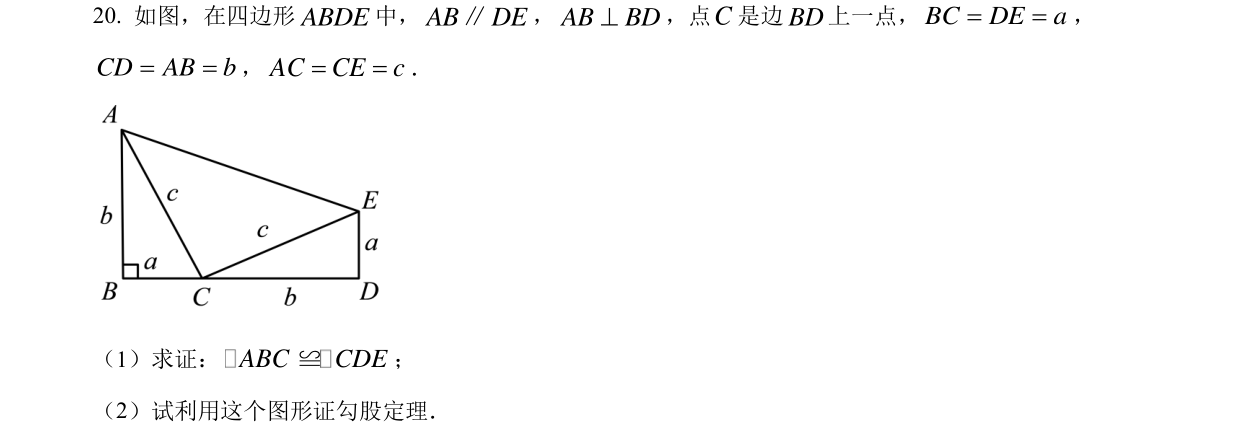 20. 如图，在四边形 ABDE 中， AB ∥ DE ， AB ⊥ BD ，点 C 是边 BD 上一点， BC = DE = a ，
CD = AB = b ， AC = CE = c ．
A
E
c
b
c
a
a
B
C
b
D
（1）求证：□ABC ≌□CDE ；
（2）试利用这个图形证勾股定理．